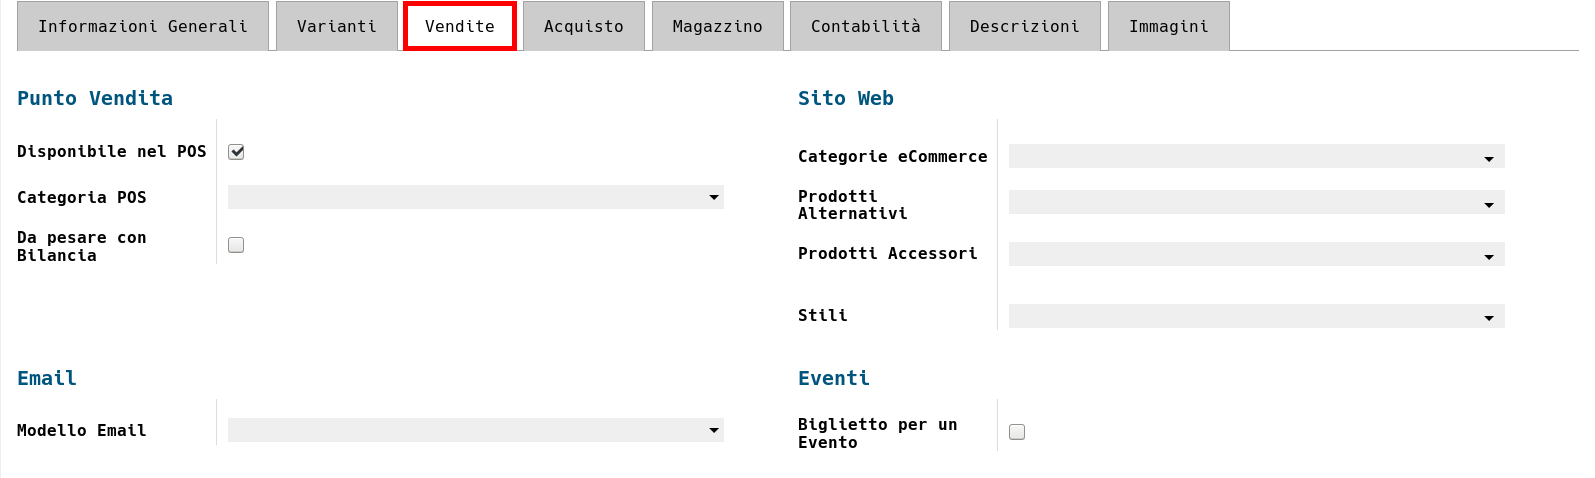 Informazioni Generali Varianti Vendite Acquisto Magazzino Contabilità Descrizioni Immagini
Punto Vendita
Disponibile nel POS
Categoria POS
Da pesare con
Bilancia
Sito Web
Categorie eCommerce
Prodotti
Alternativi
Prodotti Accessori
Stili
Email
Modello Email
Eventi
Biglietto per un
Evento